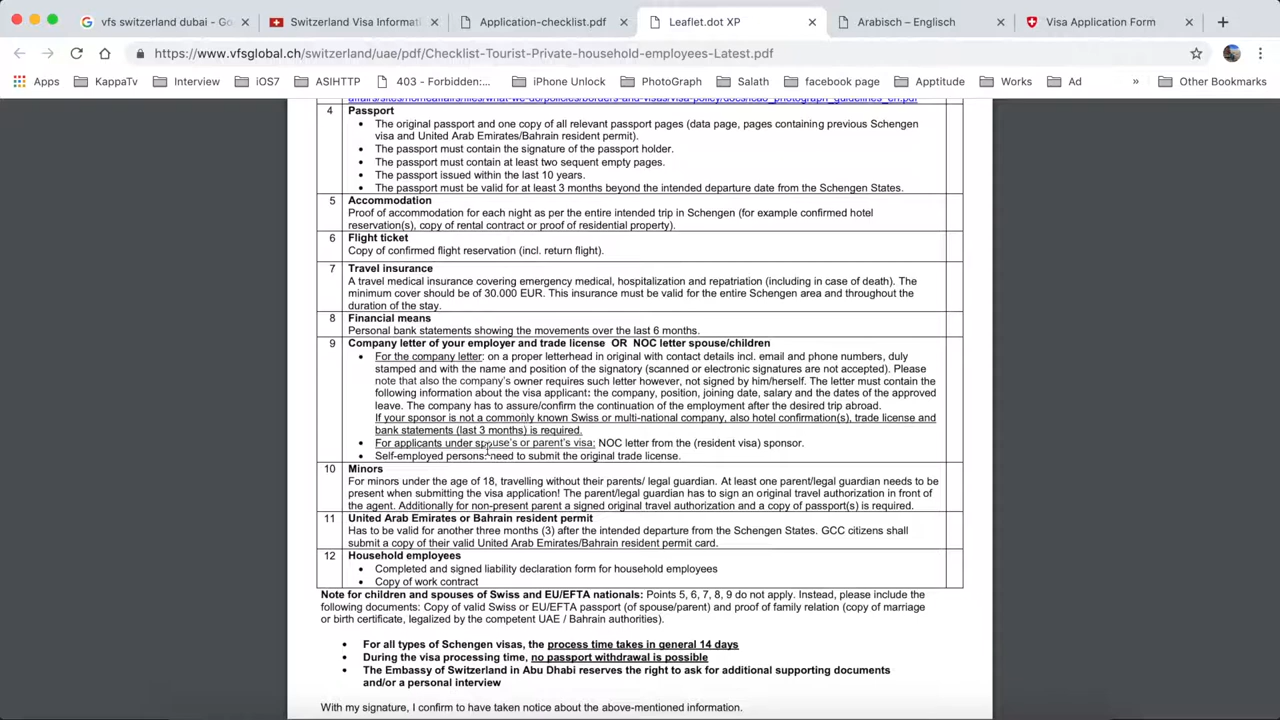 vfs switzerland dubai - Go
Switzerland Visa Informati
Application-checklist.pdf
Leaflet.dot XP
Arabisch – Englisch
Visa Application Form
https://www.vfsglobal.ch/switzerland/uae/pdf/Checklist-Tourist-Private-household-employees-Latest.pdf
Apps
KappaTv
Interview
iOS7
ASIHTTP
403 - Forbidden:...
iPhone Unlock
PhotoGraph
Salath
facebook page
Apptitude
Works
Ad
»
Other Bookmarks
4 Passport
• The original passport and one copy of all relevant passport pages (data page, pages containing previous Schengen
visa and United Arab Emirates/Bahrain resident permit).
• The passport must contain the signature of the passport holder.
• The passport must contain at least two sequent empty pages.
• The passport issued within the last 10 years.
• The passport must be valid for at least 3 months beyond the intended departure date from the Schengen States.
5 Accommodation
Proof of accommodation for each night as per the entire intended trip in Schengen (for example confirmed hotel
reservation(s), copy of rental contract or proof of residential property).
6 Flight ticket
Copy of confirmed flight reservation (incl. return flight).
7 Travel insurance
A travel medical insurance covering emergency medical, hospitalization and repatriation (including in case of death). The
minimum cover should be of 30.000 EUR. This insurance must be valid for the entire Schengen area and throughout the
duration of the stay.
8 Financial means
Personal bank statements showing the movements over the last 6 months.
9 Company letter of your employer and trade license OR NOC letter spouse/children
• For the company letter: on a proper letterhead in original with contact details incl. email and phone numbers, duly
stamped and with the name and position of the signatory (scanned or electronic signatures are not accepted). Please
note that also the company's owner requires such letter however, not signed by him/herself. The letter must contain the
following information about the visa applicant: the company, position, joining date, salary and the dates of the approved
leave. The company has to assure/confirm the continuation of the employment after the desired trip abroad.
If your sponsor is not a commonly known Swiss or multi-national company, also hotel confirmation(s), trade license and
bank statements (last 3 months) is required.
• For applicants under spouse's or parent's visa: NOC letter from the (resident visa) sponsor.
• Self-employed persons: need to submit the original trade license.
10 Minors
For minors under the age of 18, travelling without their parents/ legal guardian. At least one parent/legal guardian needs to be
present when submitting the visa application! The parent/legal guardian has to sign an original travel authorization in front of
the agent. Additionally for non-present parent a signed original travel authorization and a copy of passport(s) is required.
11 United Arab Emirates or Bahrain resident permit
Has to be valid for another three months (3) after the intended departure from the Schengen States. GCC citizens shall
submit a copy of their valid United Arab Emirates/Bahrain resident permit card.
12 Household employees
• Completed and signed liability declaration form for household employees
• Copy of work contract
Note for children and spouses of Swiss and EU/EFTA nationals: Points 5, 6, 7, 8, 9 do not apply. Instead, please include the
following documents: Copy of valid Swiss or EU/EFTA passport (of spouse/parent) and proof of family relation (copy of marriage
or birth certificate, legalized by the competent UAE / Bahrain authorities).
• For all types of Schengen visas, the process time takes in general 14 days
• During the visa processing time, no passport withdrawal is possible
• The Embassy of Switzerland in Abu Dhabi reserves the right to ask for additional supporting documents
and/or a personal interview
With my signature, I confirm to have taken notice about the above-mentioned information.